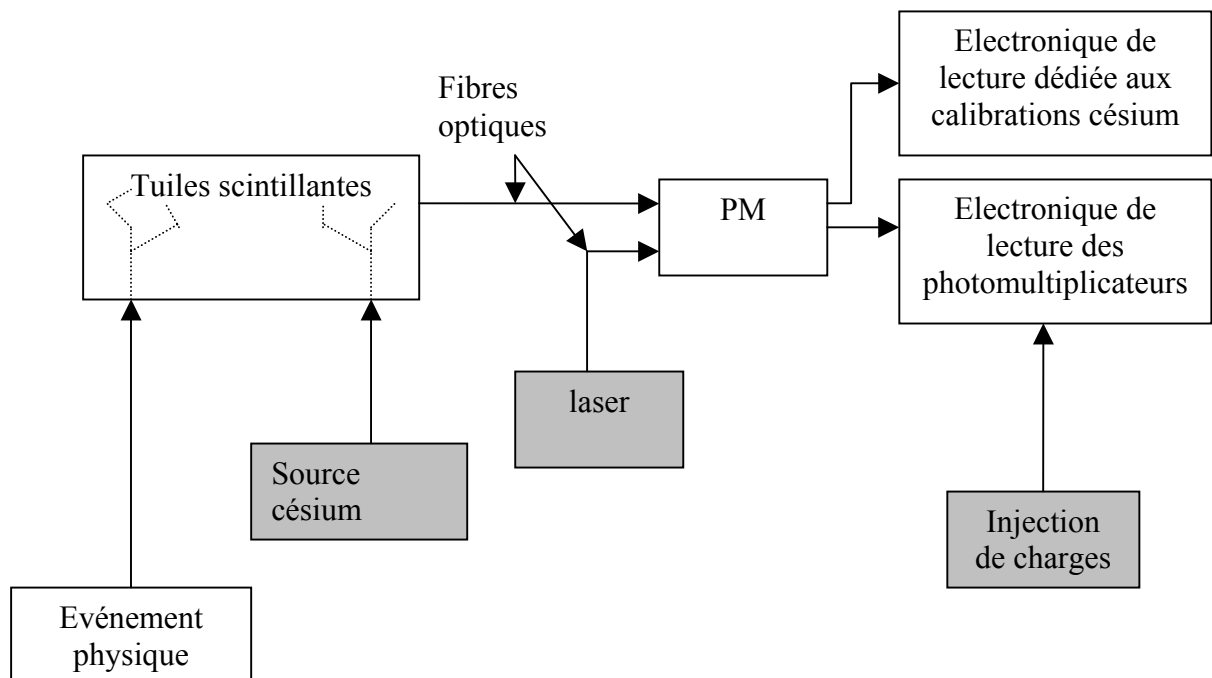 Electronique de
lecture dédiée aux
calibrations césium
Fibres
optiques
Tuiles scintillantes
PM
Electronique de
lecture des
photomultiplicateurs
laser
Source
césium
Injection
de charges
Evénement
physique